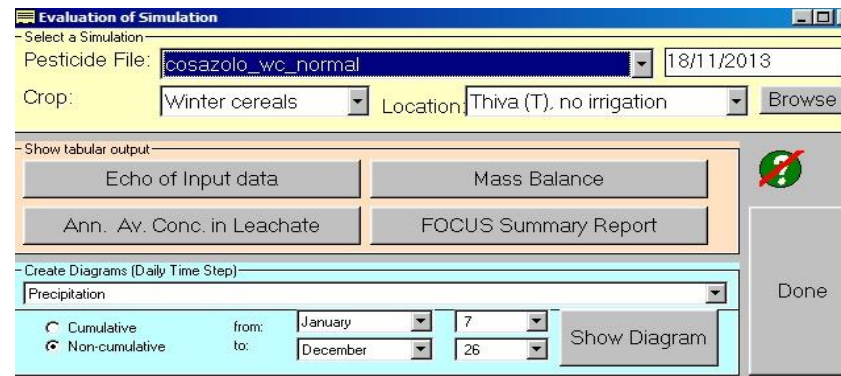 Evaluation of Simulation
Select a Simulation
Pesticide File: cosazolo_wc_normal 18/11/2013
Crop: Winter cereals Location: Thiva (T), no irrigation Browse
Show tabular output
Echo of Input data Mass Balance
Ann. Av. Conc. in Leachate FOCUS Summary Report
Create Diagrams (Daily Time Step)
Precipitation
Done
Cumulative from: January 7
Show Diagram
Non-cumulative to: December 26